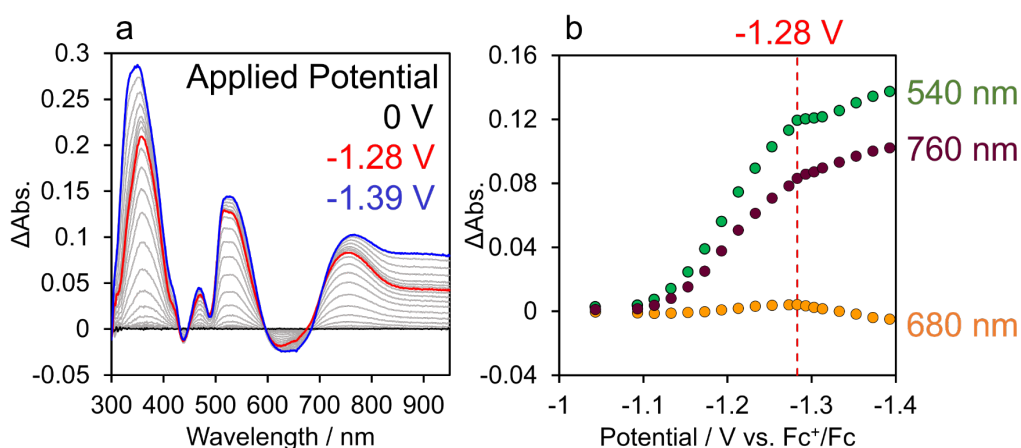 a
0.3
0.25
0.2
0.15
0.1
0.05
0
-0.05
ΔAbs.
Applied Potential
0 V
-1.28 V
-1.39 V
300 400 500 600 700 800 900
Wavelength / nm
b
-1.28 V
0.16
0.12
0.08
0.04
0
-0.04
ΔAbs.
540 nm
760 nm
680 nm
-1 -1.1 -1.2 -1.3 -1.4
Potential / V vs. Fc⁺/Fc